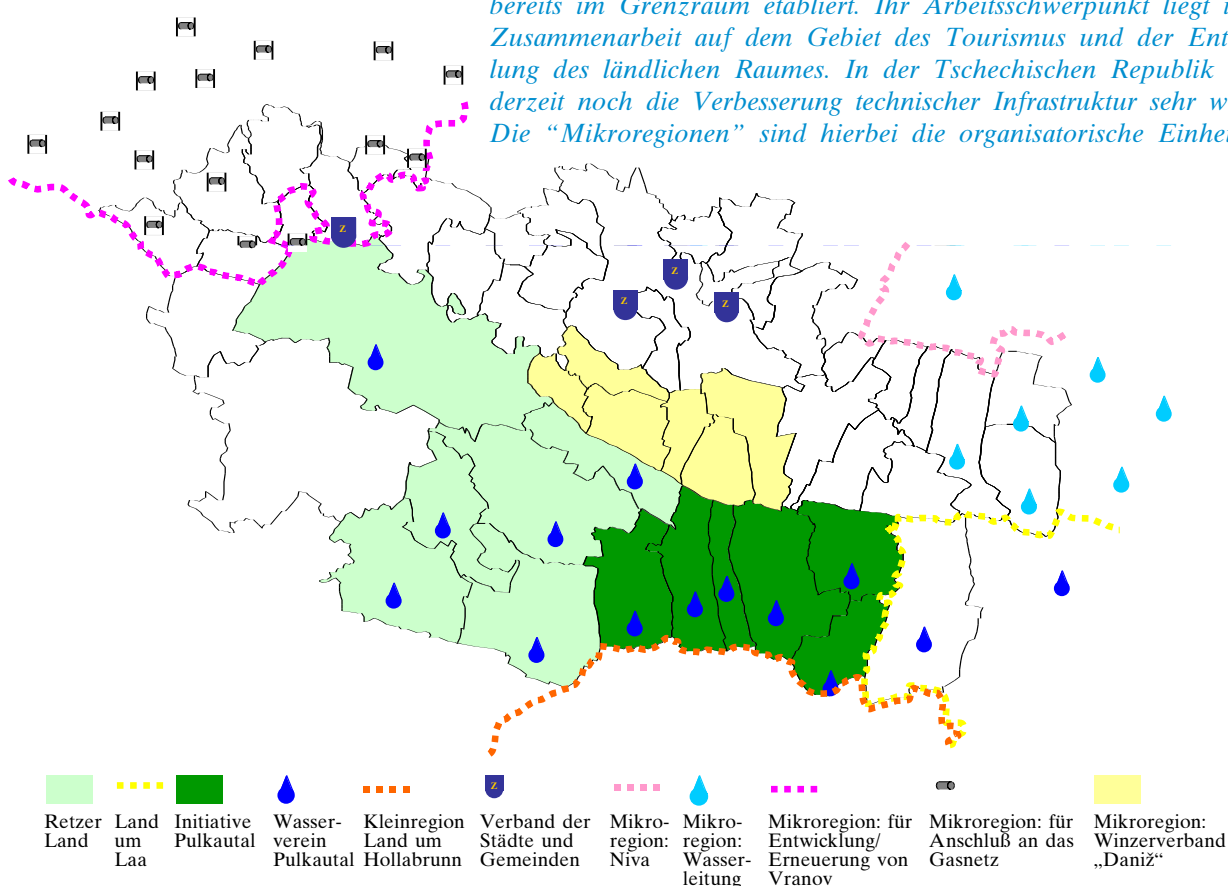 bereits im Grenzraum etabliert. Ihr Arbeitsschwerpunkt liegt i
Zusammenarbeit auf dem Gebiet des Tourismus und der Ent
lung des ländlichen Raumes. In der Tschechischen Republik
derzeit noch die Verbesserung technischer Infrastruktur sehr w
Die “Mikroregionen” sind hierbei die organisatorische Einhei
Z
Z
Z
Z
Z
Retzer
Land
Land
um
Laa
Initiative
Pulkautal
Wasser-
verein
Pulkautal
Kleinregion
Land um
Hollabrunn
Verband der
Städte und
Gemeinden
Mikro-
region:
Niva
Mikro-
region:
Wasser-
leitung
Mikroregion: für
Entwicklung/
Erneuerung von
Vranov
Mikroregion: für
Anschluß an das
Gasnetz
Mikroregion:
Winzerverband
„Daniž“